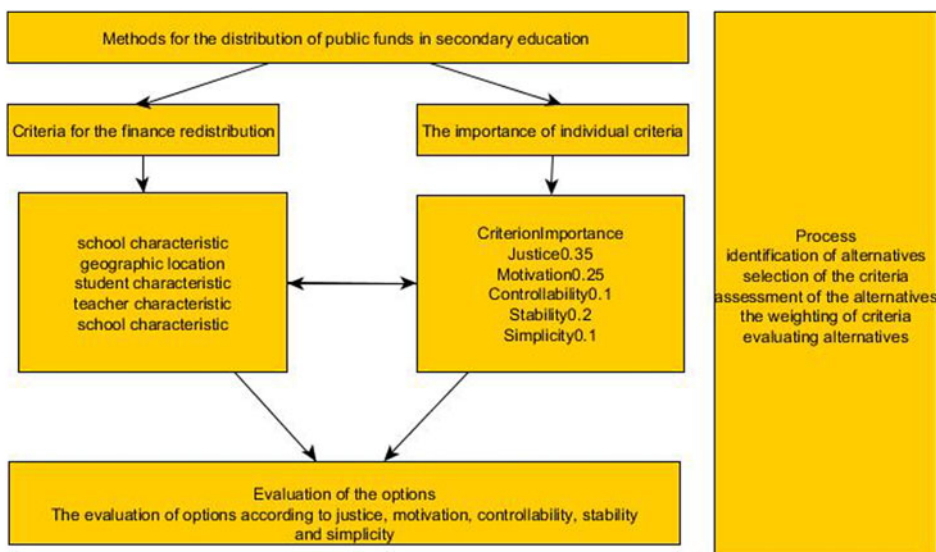 Methods for the distribution of public funds in secondary education
Criteria for the finance redistribution
The importance of individual criteria
school characteristic
geographic location
student characteristic
teacher characteristic
school characteristic
CriterionImportance
Justice0.35
Motivation0.25
Controllability0.1
Stability0.2
Simplicity0.1
Evaluation of the options
The evaluation of options according to justice, motivation, controllability, stability
and simplicity
Process
identification of alternatives
selection of the criteria
assessment of the alternatives
the weighting of criteria
evaluating alternatives